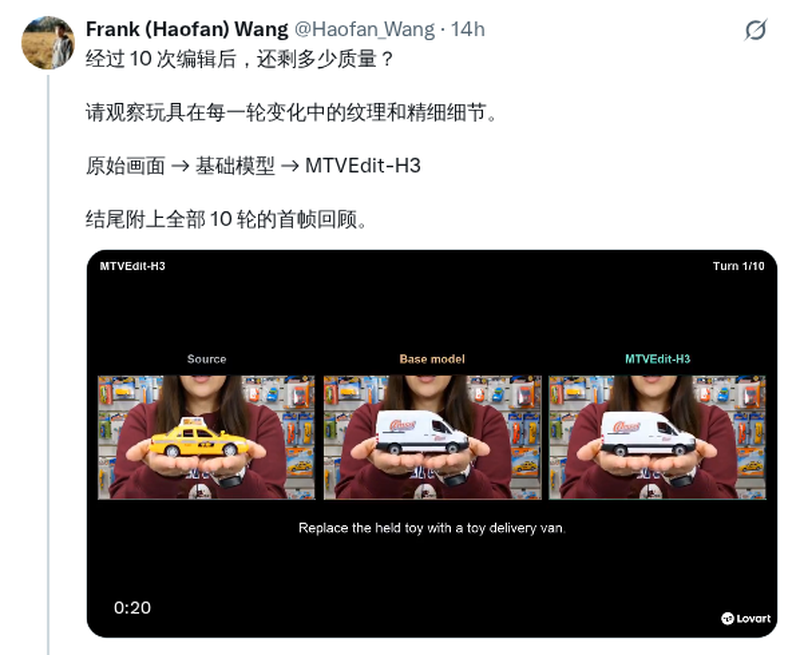 Frank (Haofan) Wang @Haofan_Wang · 14h
经过 10 次编辑后，还剩多少质量？
请观察玩具在每一轮变化中的纹理和精细细节。
原始画面 → 基础模型 → MTVEdit-H3
结尾附上全部 10 轮的首帧回顾。
MTVEdit-H3
Turn 1/10
Source
Base model
MTVEdit-H3
Replace the held toy with a toy delivery van.
0:20
Lovart